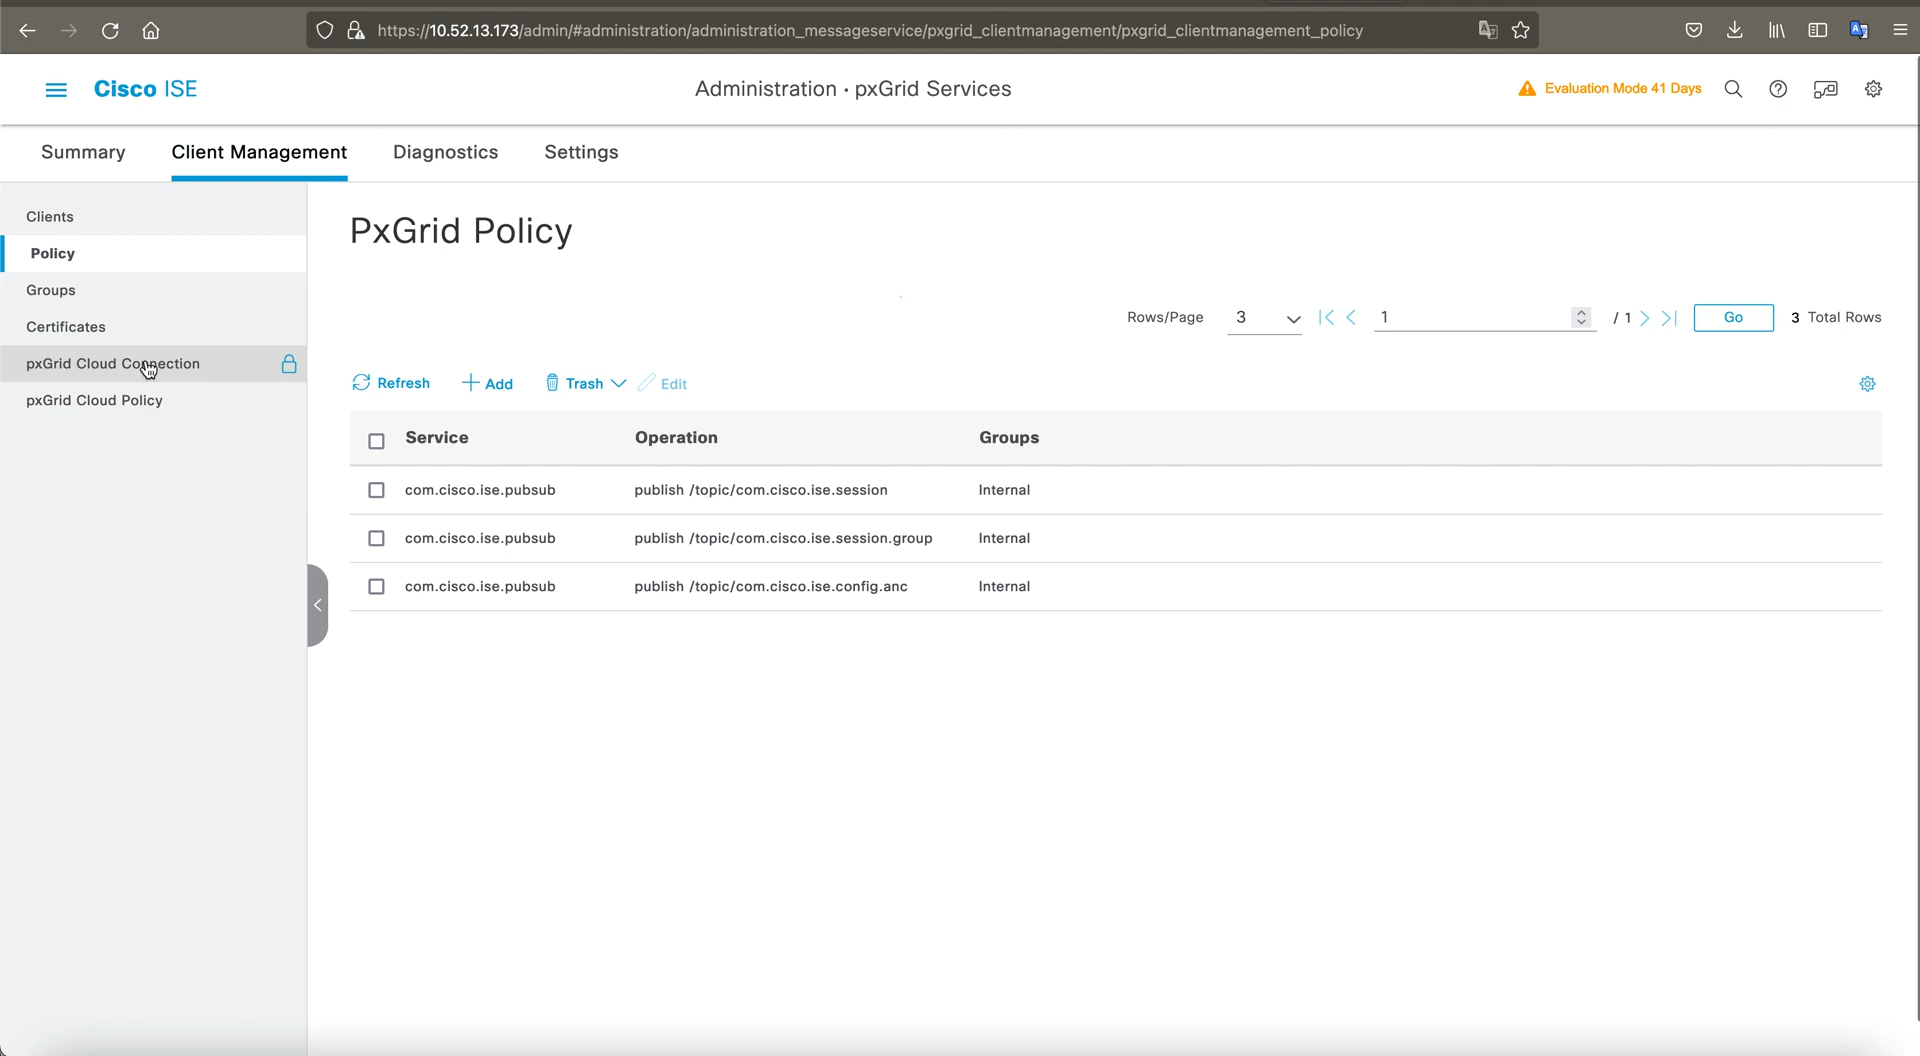 https://10.52.13.173/admin/#administration/administration_messageservice/pxgrid_clientmanagement/pxgrid_clientmanagement_policy
Cisco ISE
Administration · pxGrid Services
Evaluation Mode 41 Days
Summary
Client Management
Diagnostics
Settings
Clients
Policy
Groups
Certificates
pxGrid Cloud Connection
pxGrid Cloud Policy
PxGrid Policy
Rows/Page 3 1 / 1 Go 3 Total Rows
Refresh Add Trash Edit
Service Operation Groups
com.cisco.ise.pubsub publish /topic/com.cisco.ise.session Internal
com.cisco.ise.pubsub publish /topic/com.cisco.ise.session.group Internal
com.cisco.ise.pubsub publish /topic/com.cisco.ise.config.anc Internal